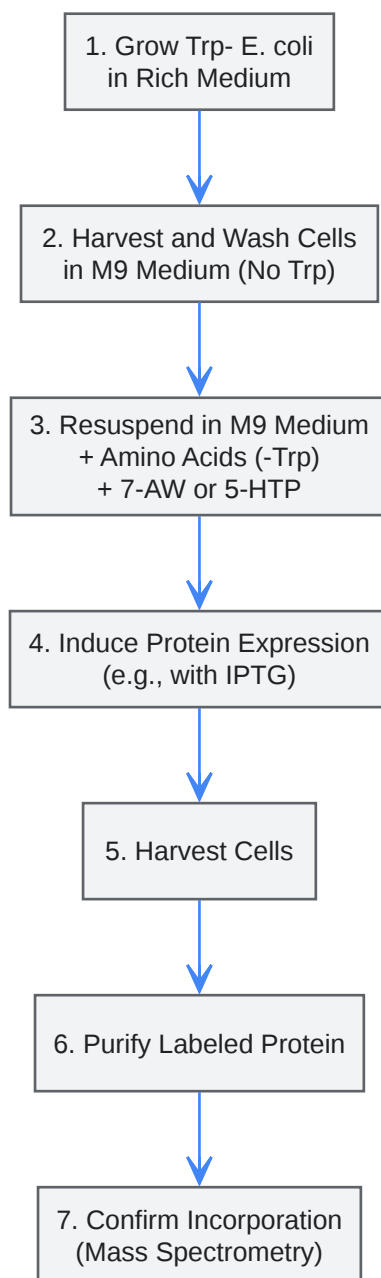 1. Grow Trp- E. coli
in Rich Medium
2. Harvest and Wash Cells
in M9 Medium (No Trp)
3. Resuspend in M9 Medium
+ Amino Acids (-Trp)
+ 7-AW or 5-HTP
4. Induce Protein Expression
(e.g., with IPTG)
5. Harvest Cells
6. Purify Labeled Protein
7. Confirm Incorporation
(Mass Spectrometry)